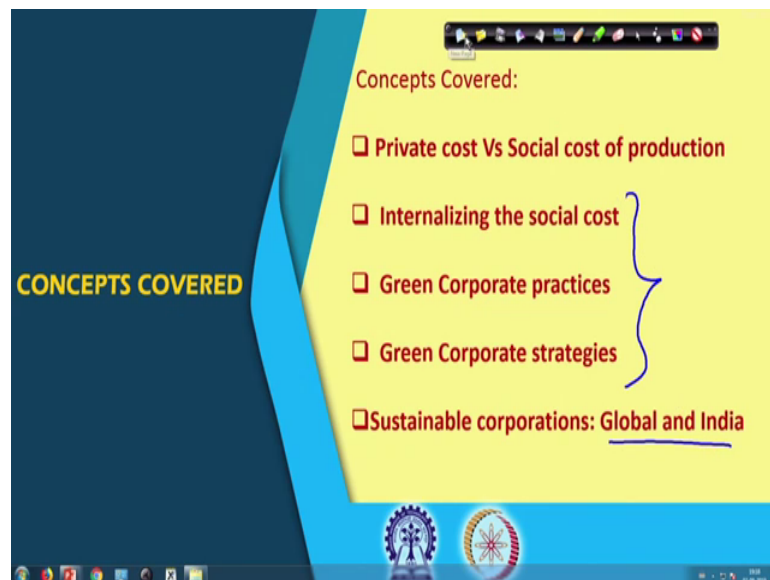 Concepts Covered:
❑ Private cost Vs Social cost of production
❑ Internalizing the social cost
❑ Green Corporate practices
❑ Green Corporate strategies
❑Sustainable corporations: Global and India
CONCEPTS COVERED